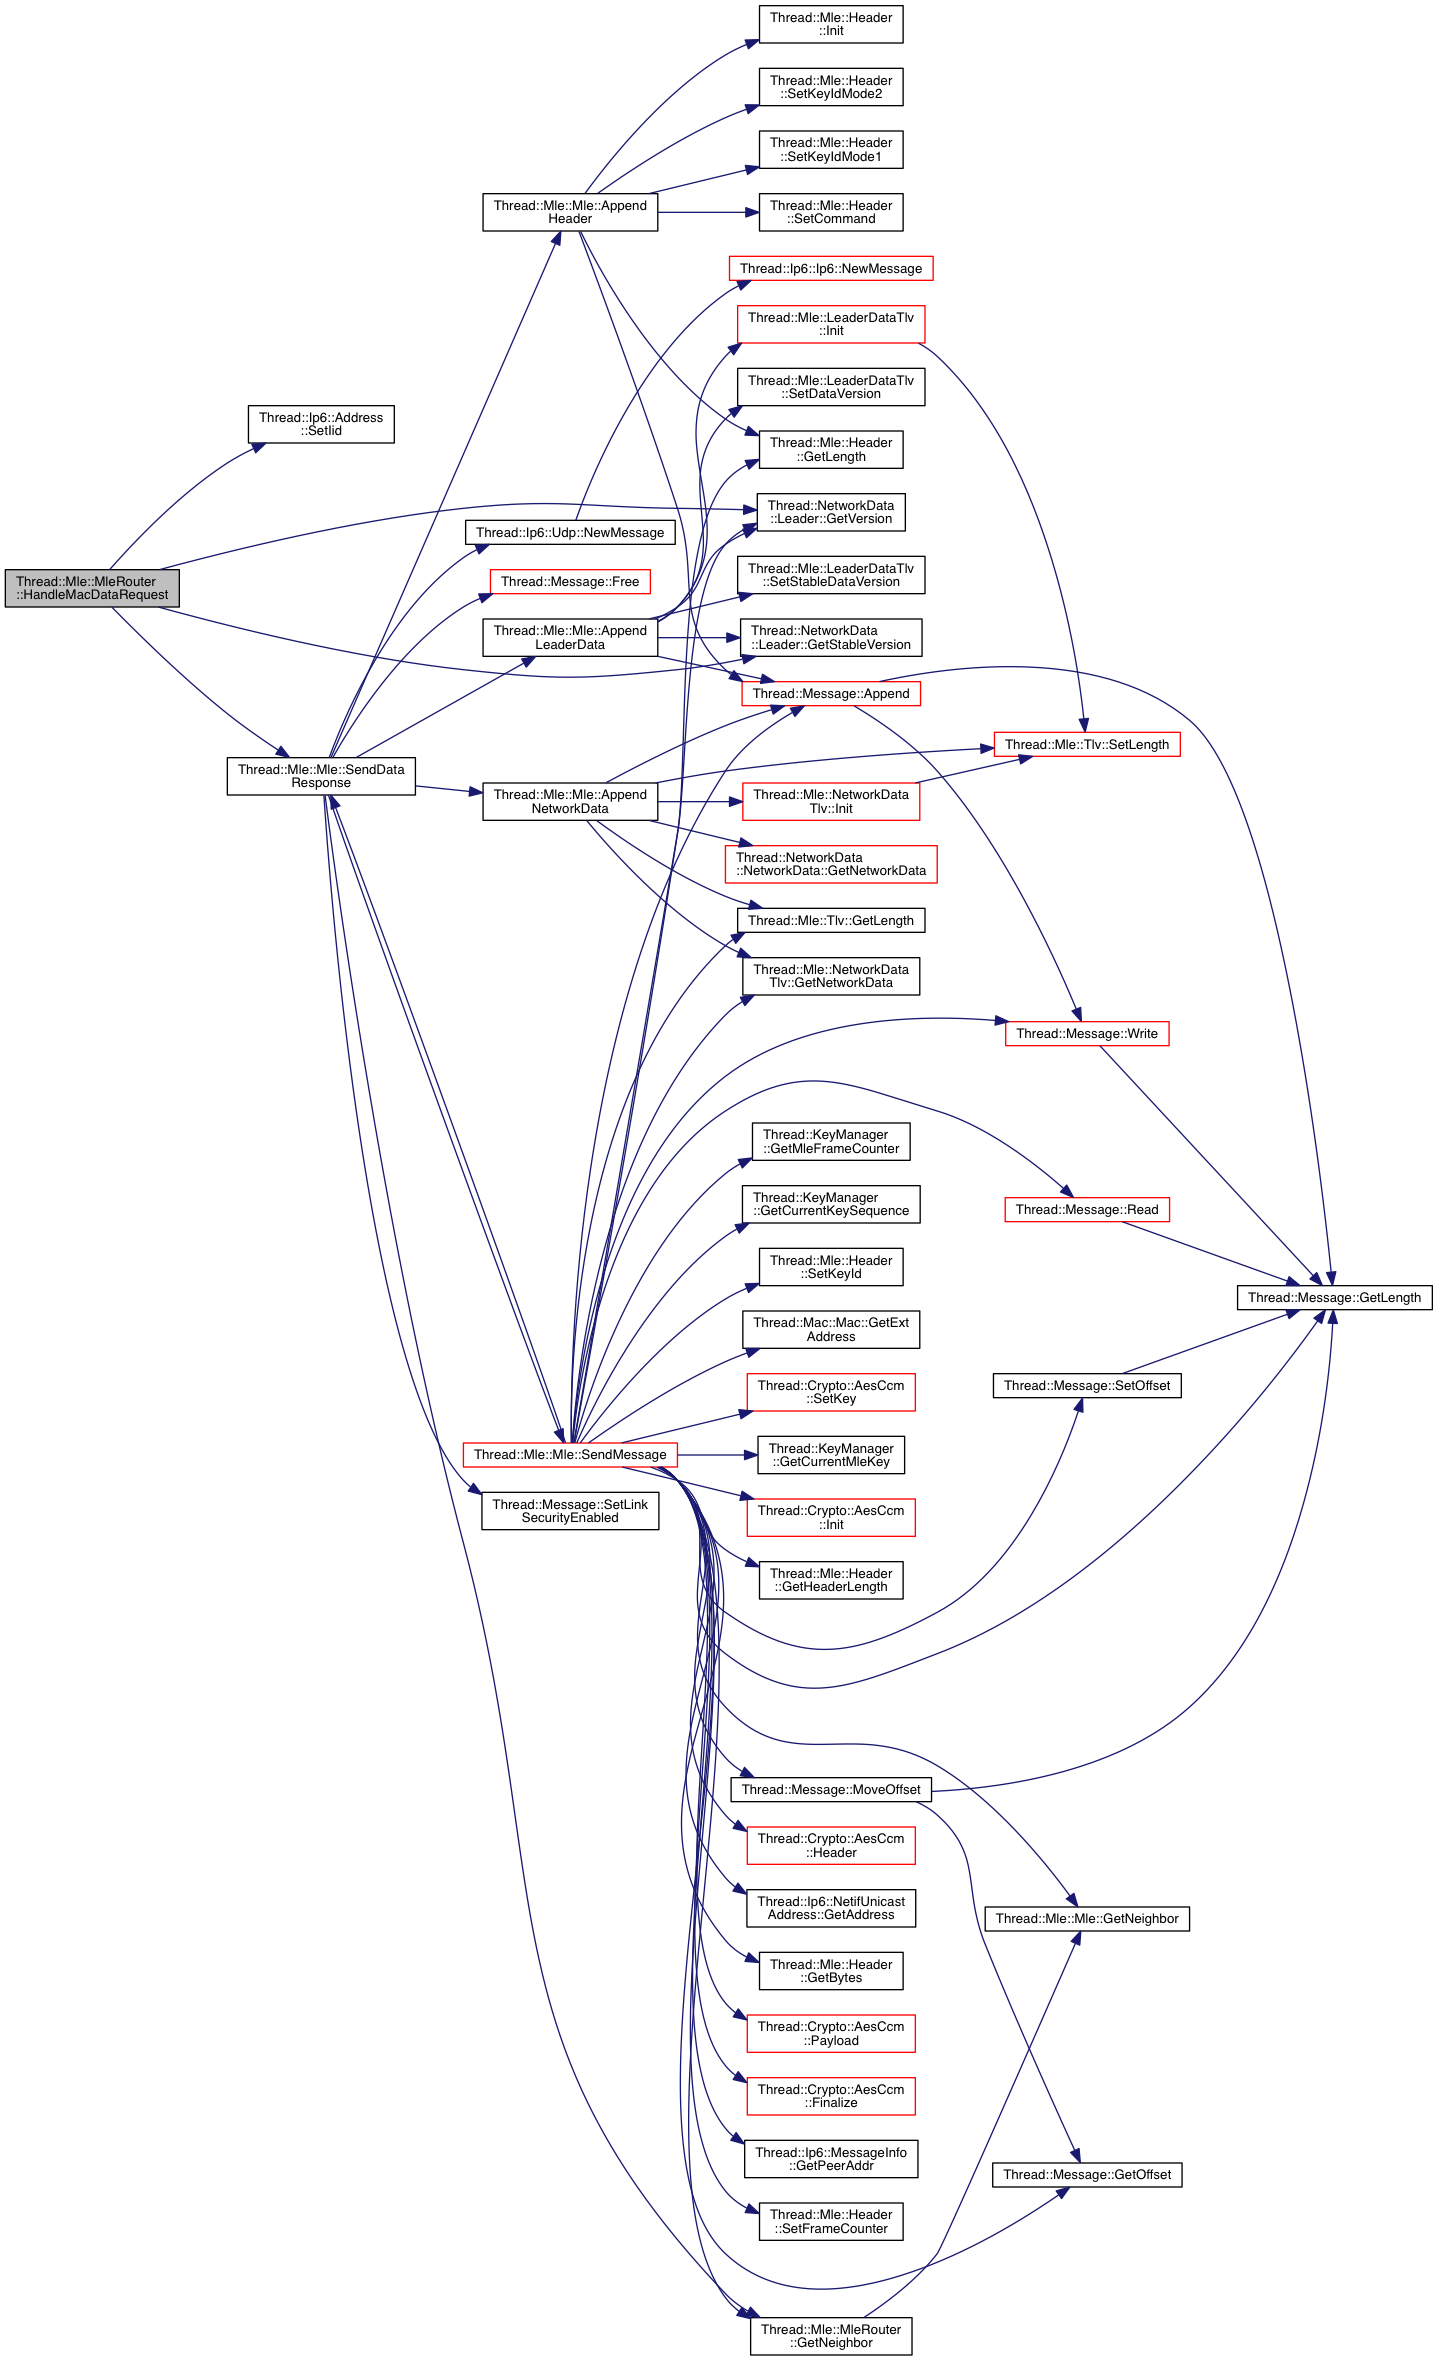 Thread::Mle::Header
::Init
Thread::Mle::Header
::SetKeyIdMode2
Thread::Mle::Header
::SetKeyIdMode1
Thread::Mle::Mle::Append
Header
Thread::Mle::Header
::SetCommand
Thread::Ip6::Ip6::NewMessage
Thread::Mle::LeaderDataTlv
::Init
Thread::Mle::LeaderDataTlv
::SetDataVersion
Thread::Ip6::Address
::SetIid
Thread::Mle::Header
::GetLength
Thread::NetworkData
::Leader::GetVersion
Thread::Ip6::Udp::NewMessage
Thread::Mle::MleRouter
::HandleMacDataRequest
Thread::Message::Free
Thread::Mle::LeaderDataTlv
::SetStableDataVersion
Thread::Mle::Mle::Append
LeaderData
Thread::NetworkData
::Leader::GetStableVersion
Thread::Message::Append
Thread::Mle::Tlv::SetLength
Thread::Mle::Mle::SendData
Response
Thread::Mle::Mle::Append
NetworkData
Thread::Mle::NetworkData
Tlv::Init
Thread::NetworkData
::NetworkData::GetNetworkData
Thread::Mle::Tlv::GetLength
Thread::Mle::NetworkData
Tlv::GetNetworkData
Thread::Message::Write
Thread::KeyManager
::GetMleFrameCounter
Thread::KeyManager
::GetCurrentKeySequence
Thread::Message::Read
Thread::Mle::Header
::SetKeyId
Thread::Message::GetLength
Thread::Mac::Mac::GetExt
Address
Thread::Crypto::AesCcm
::SetKey
Thread::Message::SetOffset
Thread::Mle::Mle::SendMessage
Thread::KeyManager
::GetCurrentMleKey
Thread::Message::SetLink
SecurityEnabled
Thread::Crypto::AesCcm
::Init
Thread::Mle::Header
::GetHeaderLength
Thread::Message::MoveOffset
Thread::Crypto::AesCcm
::Header
Thread::Ip6::NetifUnicast
Address::GetAddress
Thread::Mle::Mle::GetNeighbor
Thread::Mle::Header
::GetBytes
Thread::Crypto::AesCcm
::Payload
Thread::Crypto::AesCcm
::Finalize
Thread::Ip6::MessageInfo
::GetPeerAddr
Thread::Message::GetOffset
Thread::Mle::Header
::SetFrameCounter
Thread::Mle::MleRouter
::GetNeighbor